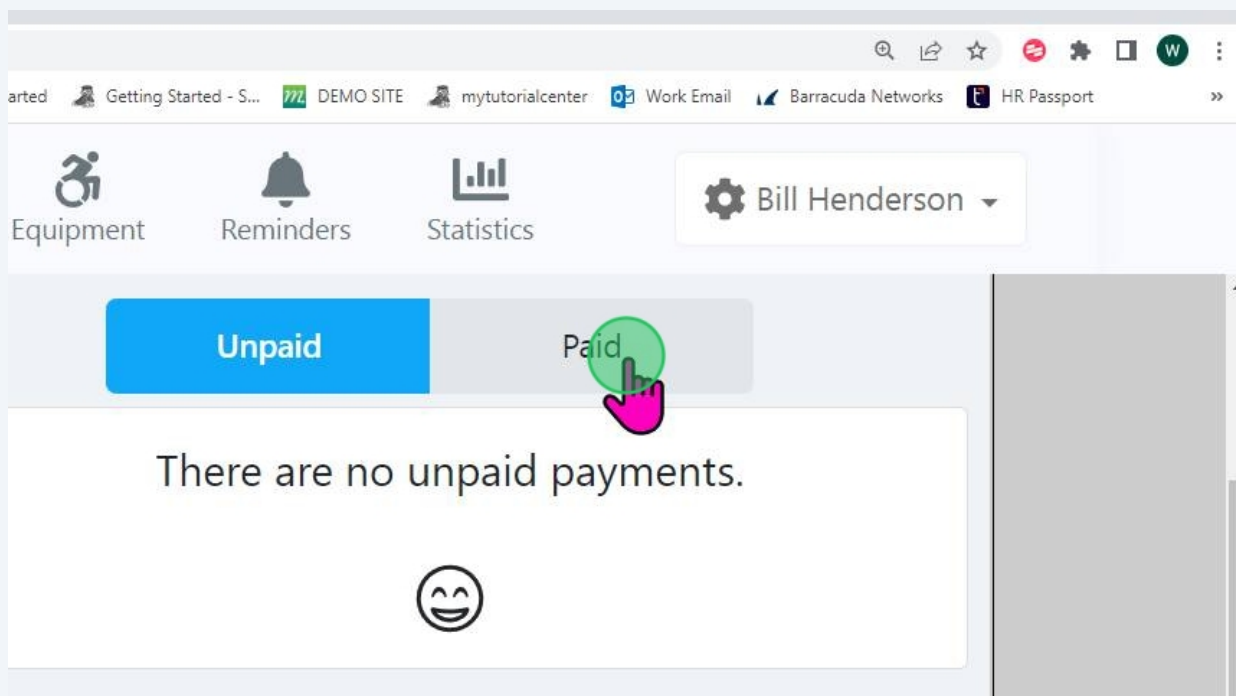 W
arted Getting Started - S... DEMO SITE mytutorialcenter Work Email Barracuda Networks HR Passport »
Equipment Reminders Statistics Bill Henderson
Unpaid Paid
There are no unpaid payments.